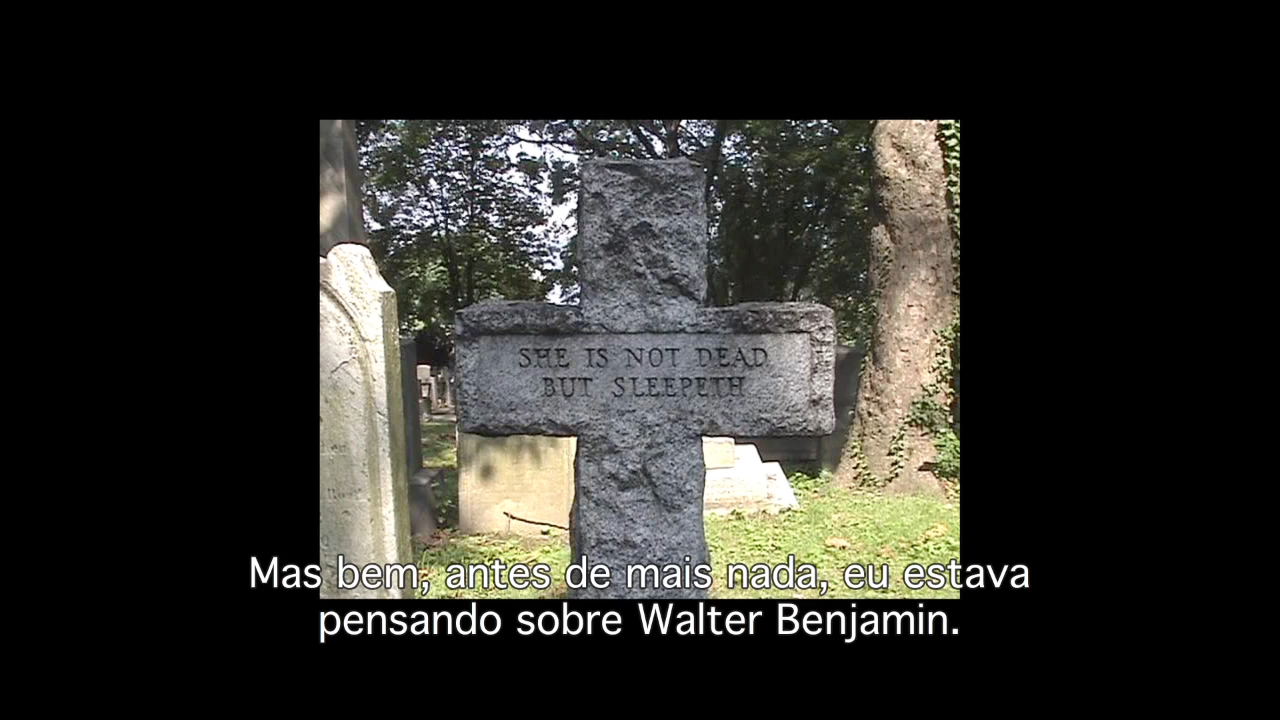 SHE IS NOT DEAD
BUT SLEEPETH
Mas bem, antes de mais nada, eu estava
pensando sobre Walter Benjamin.